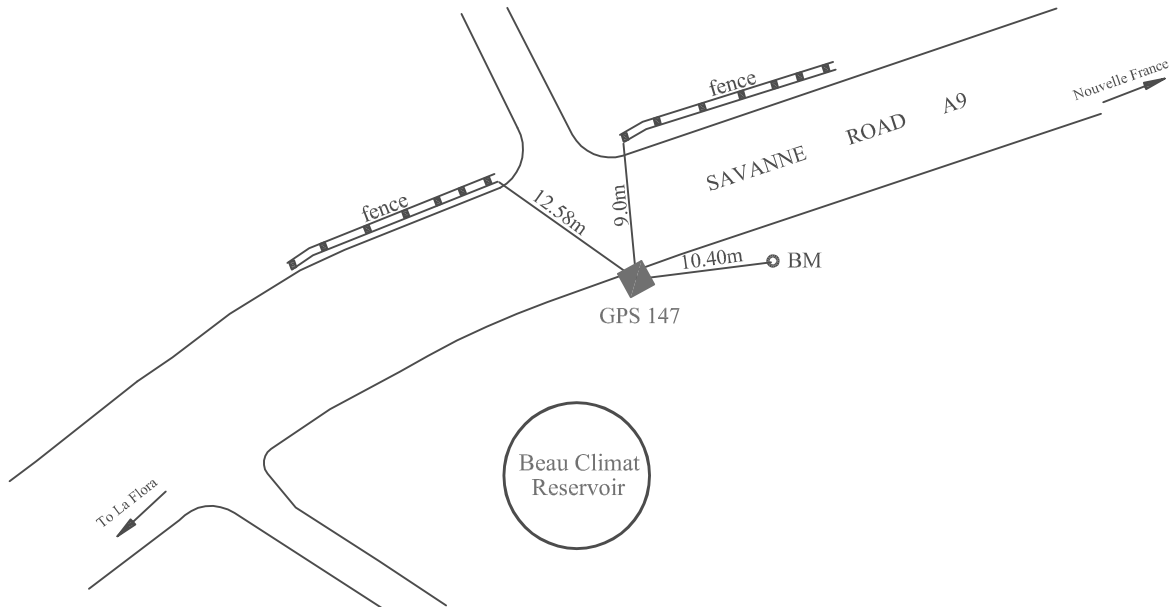 fence
Nouvelle France
SAVANNE ROAD A9
fence
12.58m
9.0m
10.40m
BM
GPS 147
Beau Climat
Reservoir
To La Flora